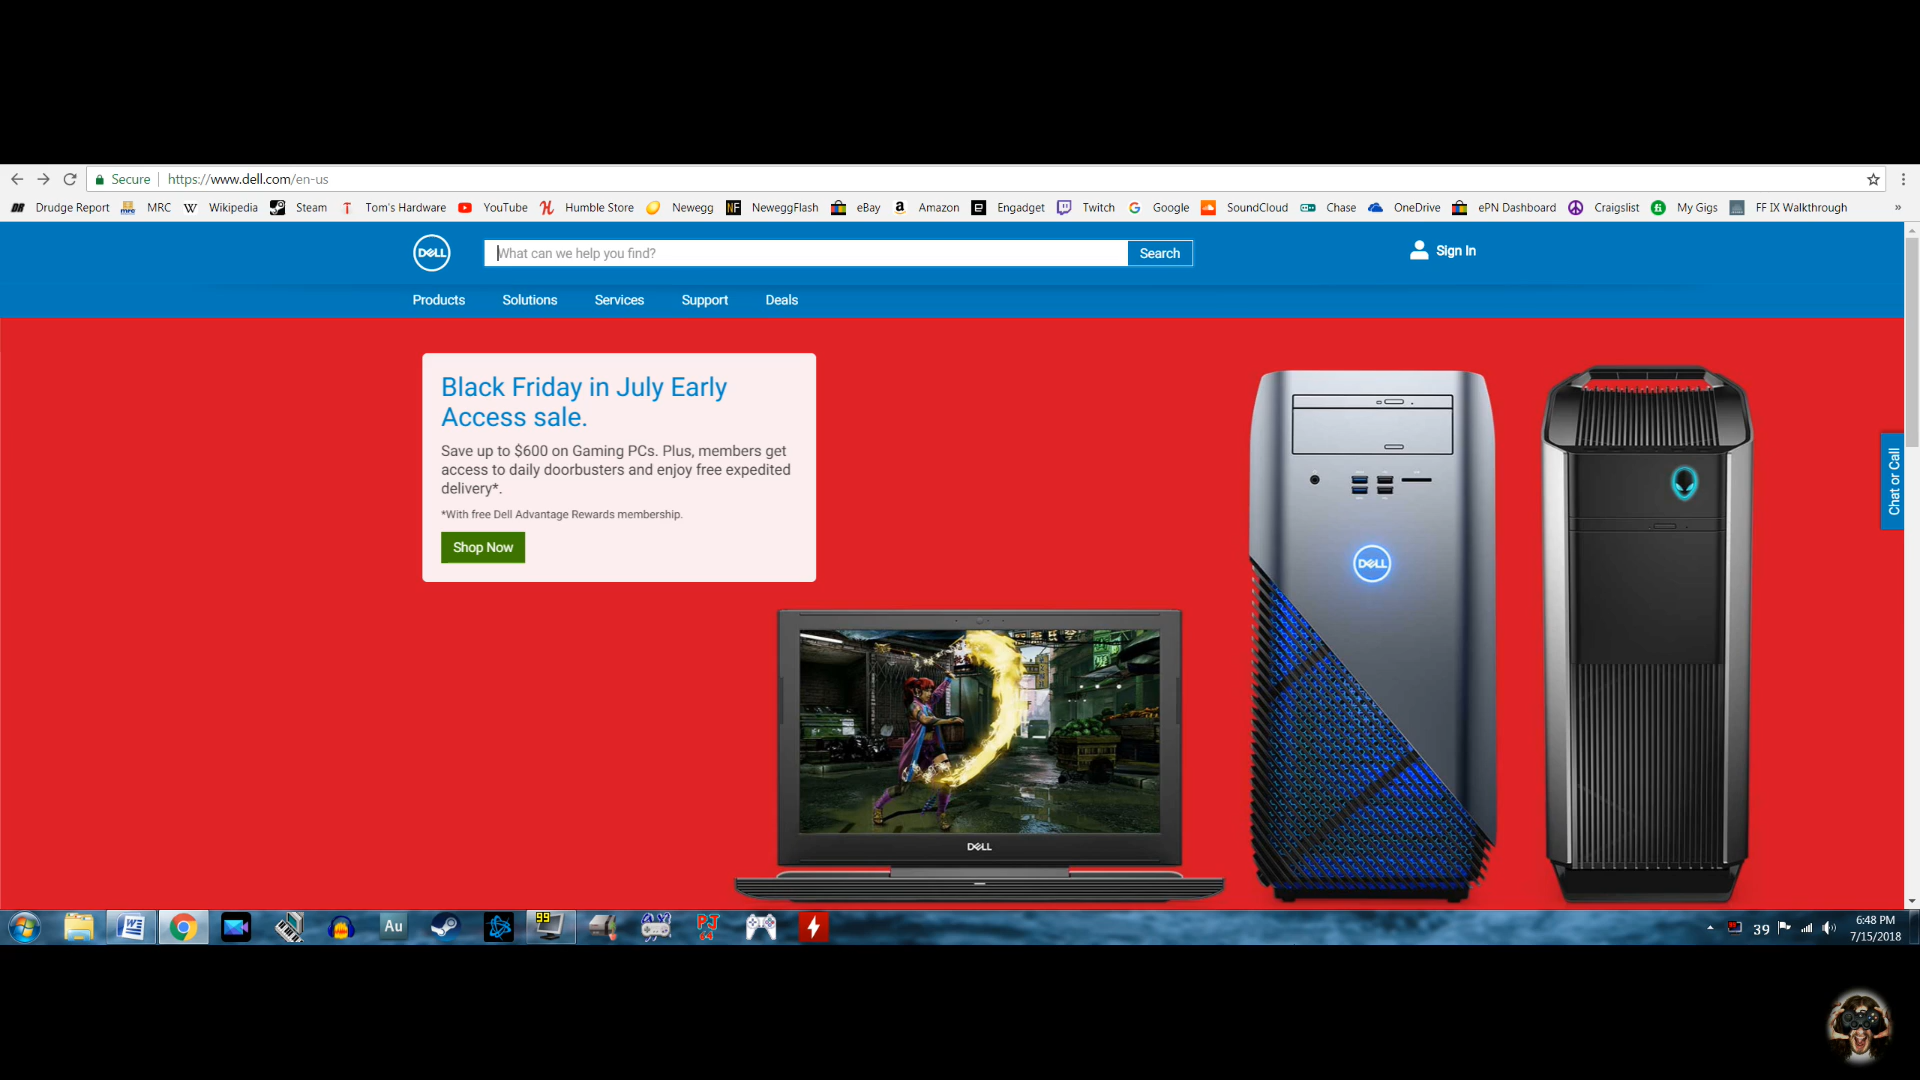 Secure https://www.dell.com/en-us
Drudge Report MRC Wikipedia Steam Tom's Hardware YouTube Humble Store Newegg NeweggFlash eBay Amazon Engadget Twitch Google SoundCloud Chase OneDrive ePN Dashboard Craigslist My Gigs FF IX Walkthrough »
DELL What can we help you find? Search Sign In
Products Solutions Services Support Deals
Black Friday in July Early
Access sale.
Save up to $600 on Gaming PCs. Plus, members get
access to daily doorbusters and enjoy free expedited
delivery*.
*With free Dell Advantage Rewards membership.
Shop Now
Chat or Call
DELL
DELL
99
Au
PJ
64
39
6:48 PM
7/15/2018